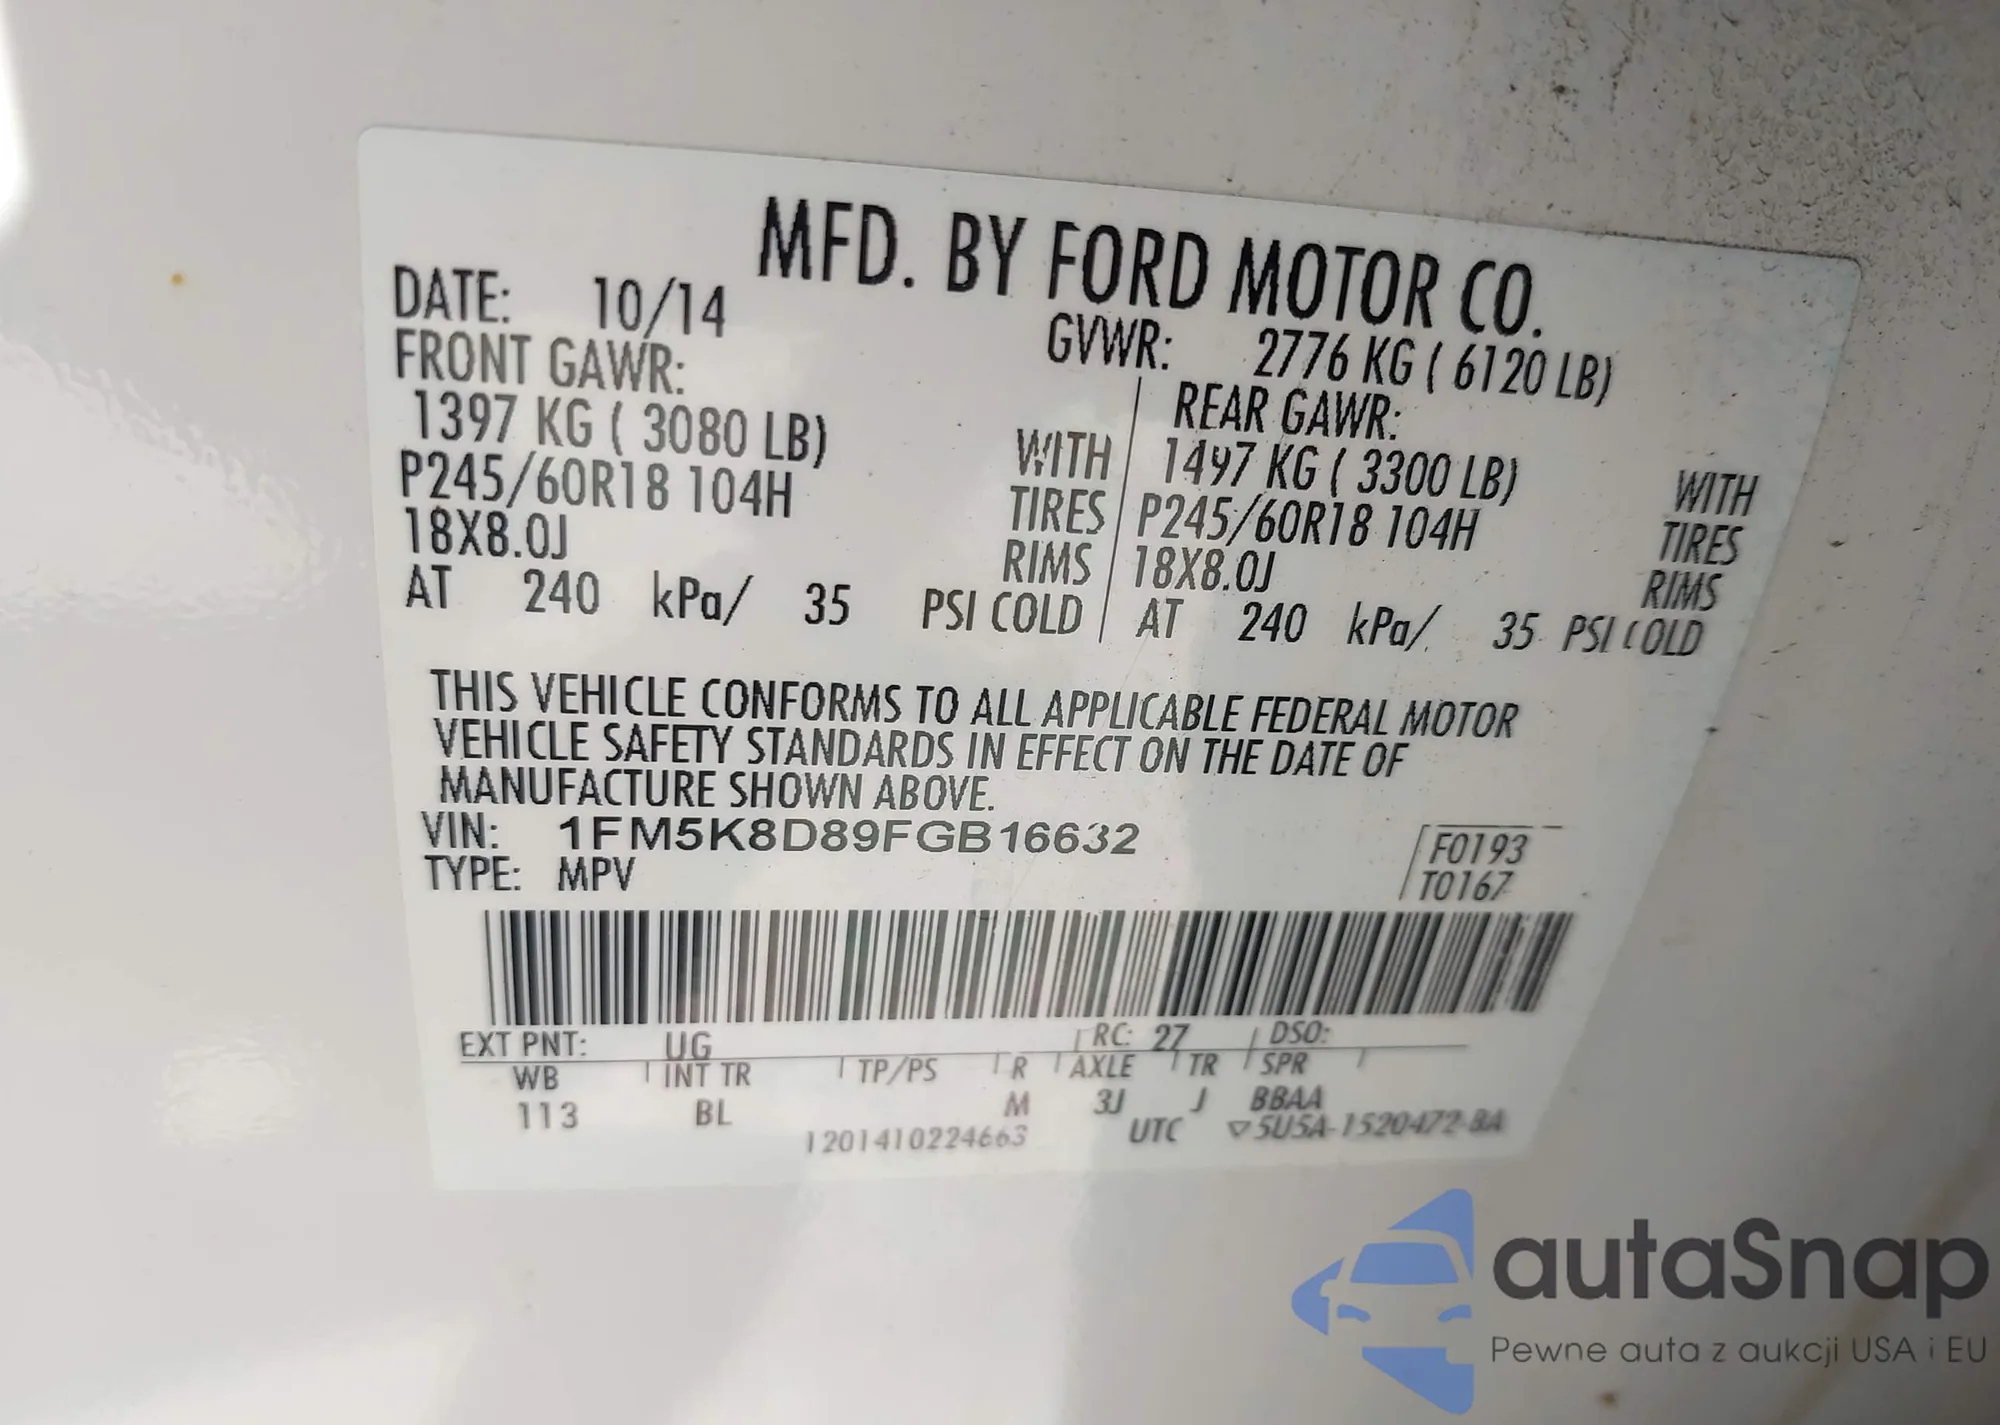 MFD. BY FORD MOTOR CO.
DATE: 10/14 GVWR: 2776 KG ( 6120 LB)
FRONT GAWR: REAR GAWR:
1397 KG ( 3080 LB) WITH 1497 KG ( 3300 LB) WITH
P245/60R18 104H TIRES P245/60R18 104H TIRES
18X8.0J RIMS 18X8.0J RIMS
AT 240 kPa/ 35 PSI COLD AT 240 kPa/ 35 PSI COLD
THIS VEHICLE CONFORMS TO ALL APPLICABLE FEDERAL MOTOR
VEHICLE SAFETY STANDARDS IN EFFECT ON THE DATE OF
MANUFACTURE SHOWN ABOVE.
VIN: 1FM5K8D89FGB16632 F0193
TYPE: MPV T0167
EXT PNT: UG RC: 27 DSO:
WB INT TR TP/PS R AXLE TR SPR
113 BL M 3J J BBAA
1201410224663 UTC ▽5U5A-1520472-BA
autaSnap
Pewne auta z aukcji USA i EU